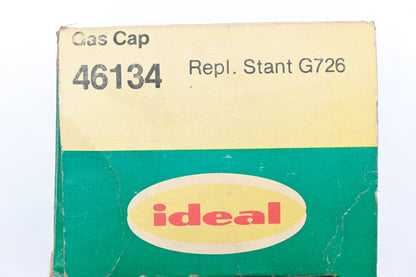 Gas Cap
46134 Repl. Stant G726
ideal